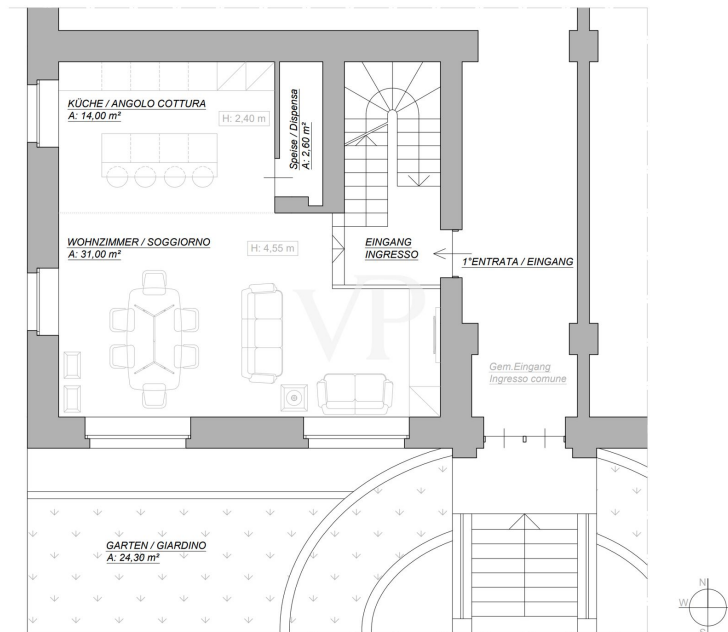 KÜCHE / ANGOLO COTTURA
A: 14,00 m²
H: 2,40 m
Speise / Dispensa
A: 2,60 m²
WOHNZIMMER / SOGGIORNO
A: 31,00 m²
H: 4,55 m
EINGANG
INGRESSO
1°ENTRATA / EINGANG
VP
Gem.Eingang
Ingresso comune
GARTEN / GIARDINO
A: 24,30 m²
N
W
S